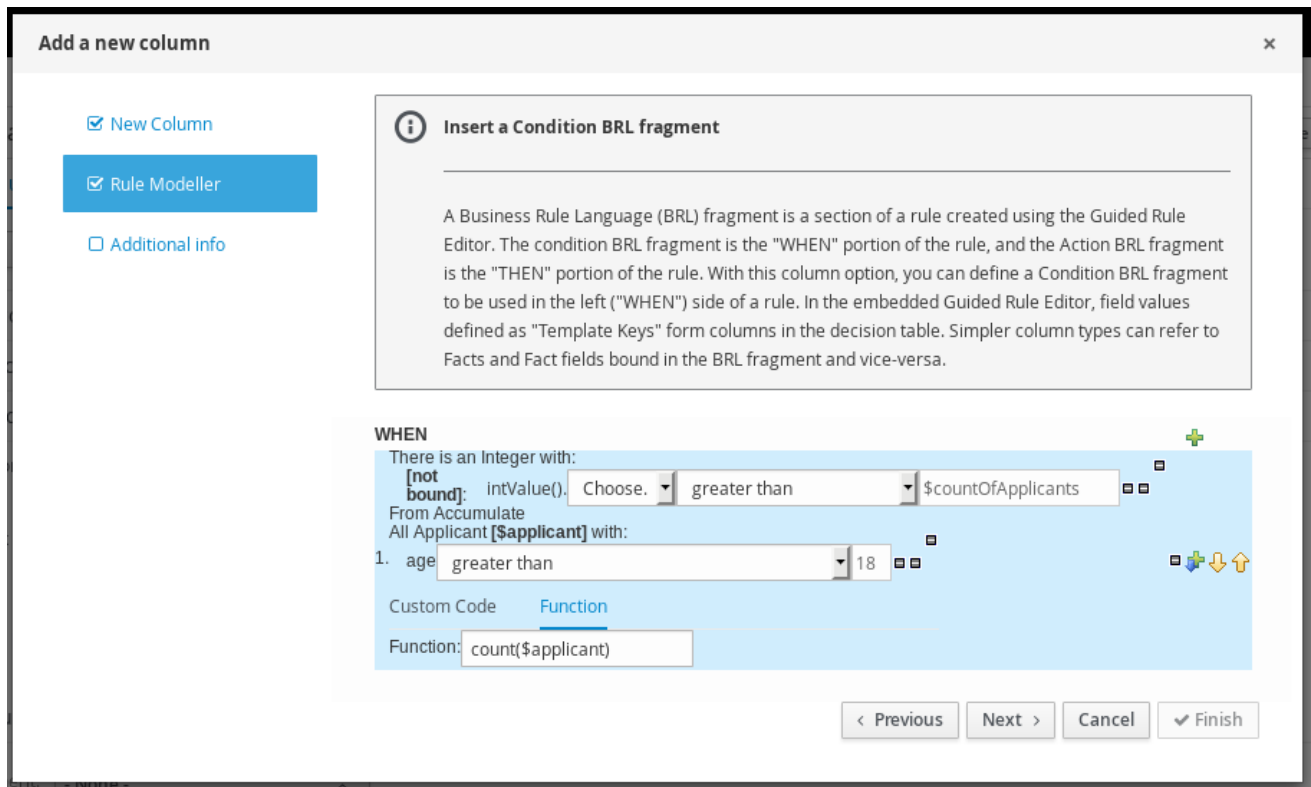 Add a new column
×
New Column
Rule Modeller
Additional info
Insert a Condition BRL fragment
A Business Rule Language (BRL) fragment is a section of a rule created using the Guided Rule
Editor. The condition BRL fragment is the "WHEN" portion of the rule, and the Action BRL fragment
is the "THEN" portion of the rule. With this column option, you can define a Condition BRL fragment
to be used in the left ("WHEN") side of a rule. In the embedded Guided Rule Editor, field values
defined as "Template Keys" form columns in the decision table. Simpler column types can refer to
Facts and Fact fields bound in the BRL fragment and vice-versa.
WHEN
There is an Integer with:
[not
bound]: intValue(). Choose. greater than $countOfApplicants
From Accumulate
All Applicant [$applicant] with:
1. age greater than 18
Custom Code Function
Function: count($applicant)
‹ Previous Next › Cancel ✔ Finish
- None -